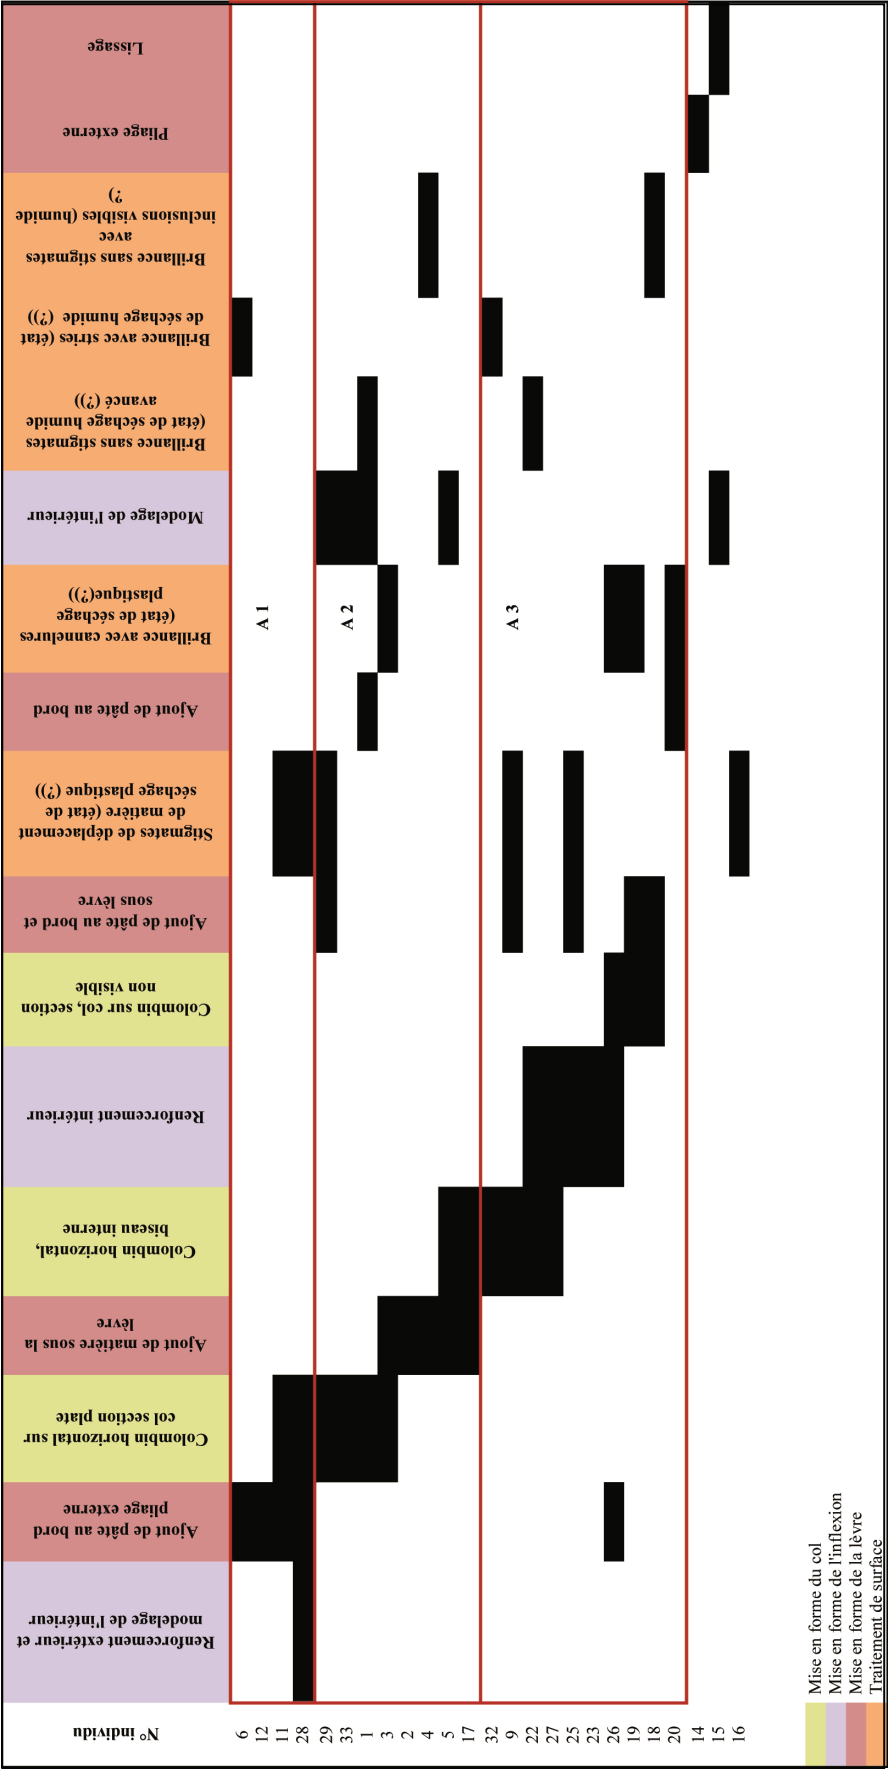 N° individu
Renforcement extérieur et
modelage de l'intérieur
Ajout de pâte au bord
pliage externe
Colombin horizontal sur
col section plate
Ajout de matière sous la
lèvre
Colombin horizontal,
biseau interne
Renforcement intérieur
Colombin sur col, section
non visible
Ajout de pâte au bord et
sous lèvre
Stigmates de déplacement
de matière (état de
séchage plastique (?))
Ajout de pâte au bord
Brillance avec cannelures
(état de séchage
plastique(?))
Modelage de l'intérieur
Brillance sans stigmates
(état de séchage humide
avancé (?))
Brillance avec stries (état
de séchage humide (?))
Brillance sans stigmates
avec
inclusions visibles (humide
?)
Pliage externe
Lissage
6
12
11
28
29
33
1
3
2
4
5
17
32
9
22
27
25
23
26
19
18
20
14
15
16
A 1
A 2
A 3
Mise en forme du col
Mise en forme de l'inflexion
Mise en forme de la lèvre
Traitement de surface